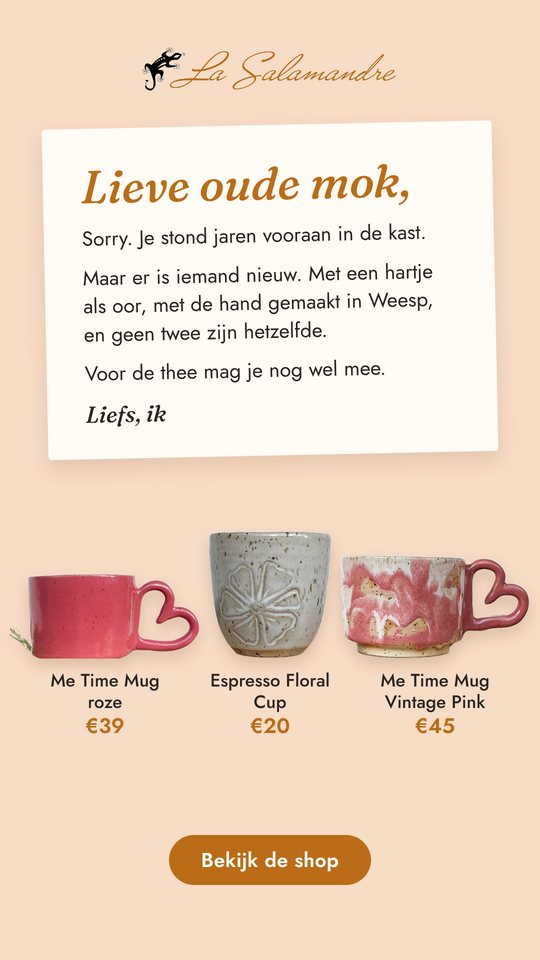 La Salamandre
Lieve oude mok,
Sorry. Je stond jaren vooraan in de kast.
Maar er is iemand nieuw. Met een hartje
als oor, met de hand gemaakt in Weesp,
en geen twee zijn hetzelfde.
Voor de thee mag je nog wel mee.
Liefs, ik
Me Time Mug
roze
€39
Espresso Floral
Cup
€20
Me Time Mug
Vintage Pink
€45
Bekijk de shop